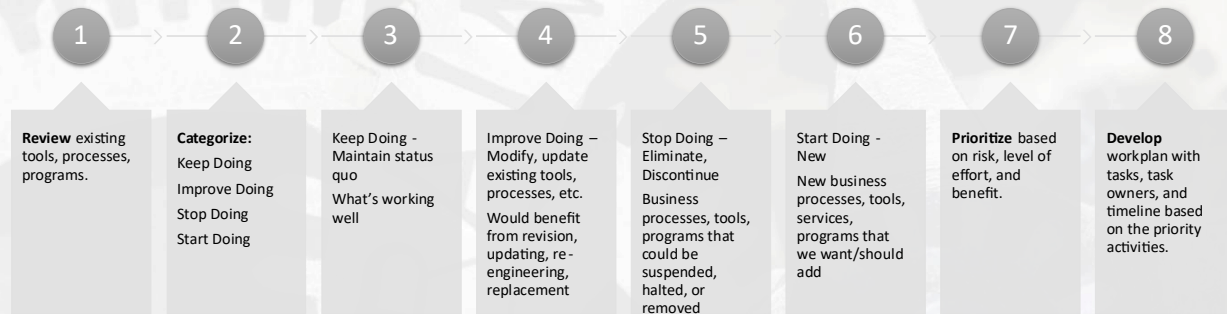 1
2
3
4
5
6
7
8
Review existing
tools, processes,
programs.
Categorize:
Keep Doing
Improve Doing
Stop Doing
Start Doing
Keep Doing -
Maintain status
quo
What's working
well
Improve Doing –
Modify, update
existing tools,
processes, etc.
Would benefit
from revision,
updating, re-
engineering,
replacement
Stop Doing –
Eliminate,
Discontinue
Business
processes, tools,
programs that
could be
suspended,
halted, or
removed
Start Doing -
New
New business
processes, tools,
services,
programs that
we want/should
add
Prioritize based
on risk, level of
effort, and
benefit.
Develop
workplan with
tasks, task
owners, and
timeline based
on the priority
activities.